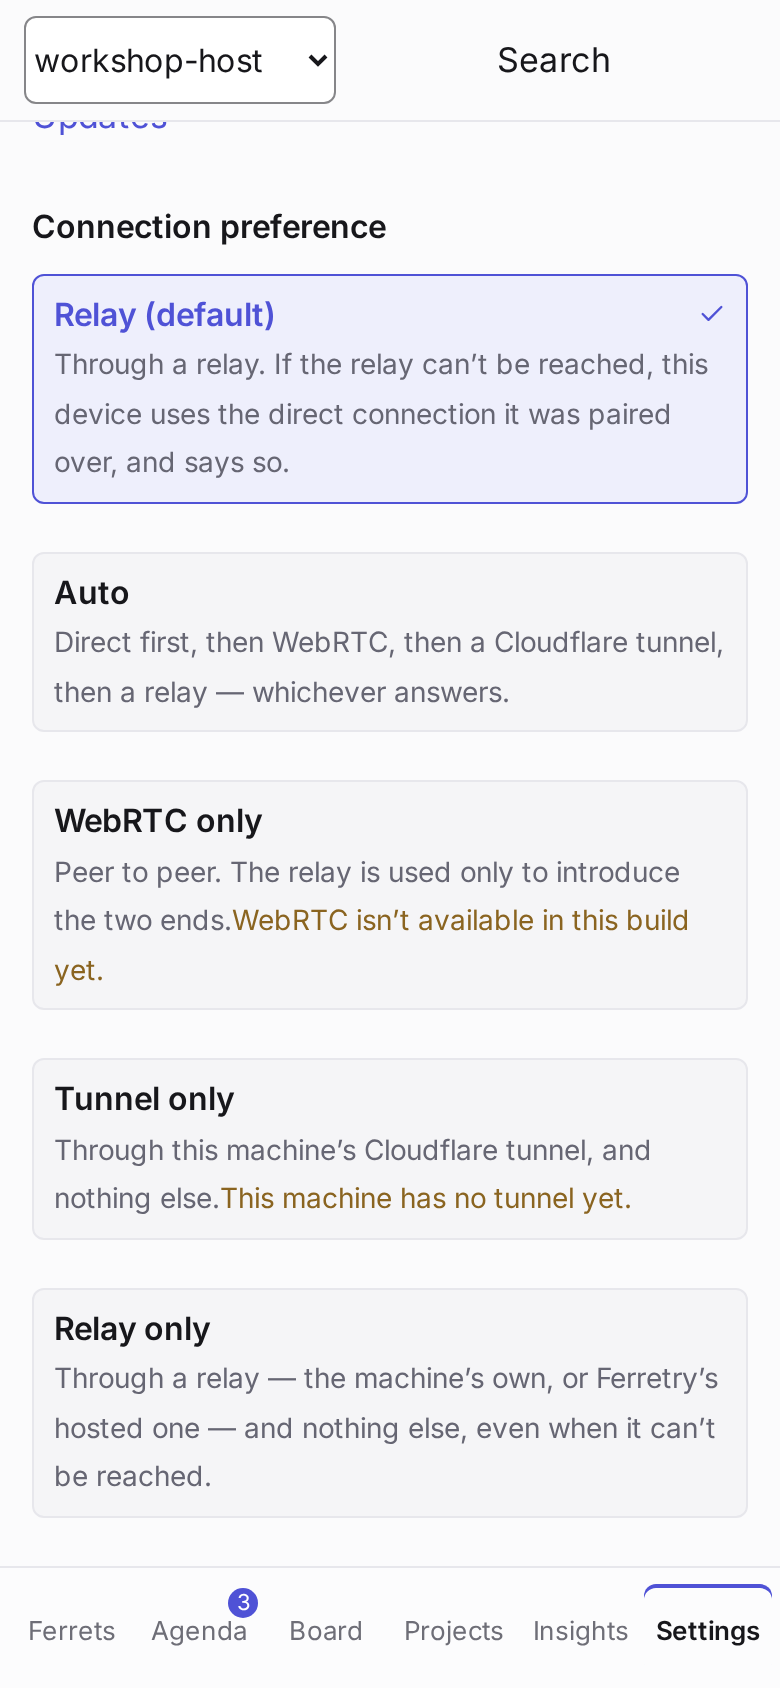 workshop-host
Search
Updates
Connection preference
Relay (default)
Through a relay. If the relay can’t be reached, this
device uses the direct connection it was paired
over, and says so.
Auto
Direct first, then WebRTC, then a Cloudflare tunnel,
then a relay — whichever answers.
WebRTC only
Peer to peer. The relay is used only to introduce
the two ends.WebRTC isn’t available in this build
yet.
Tunnel only
Through this machine’s Cloudflare tunnel, and
nothing else.This machine has no tunnel yet.
Relay only
Through a relay — the machine’s own, or Ferretry’s
hosted one — and nothing else, even when it can’t
be reached.
3
Ferrets Agenda Board Projects Insights Settings